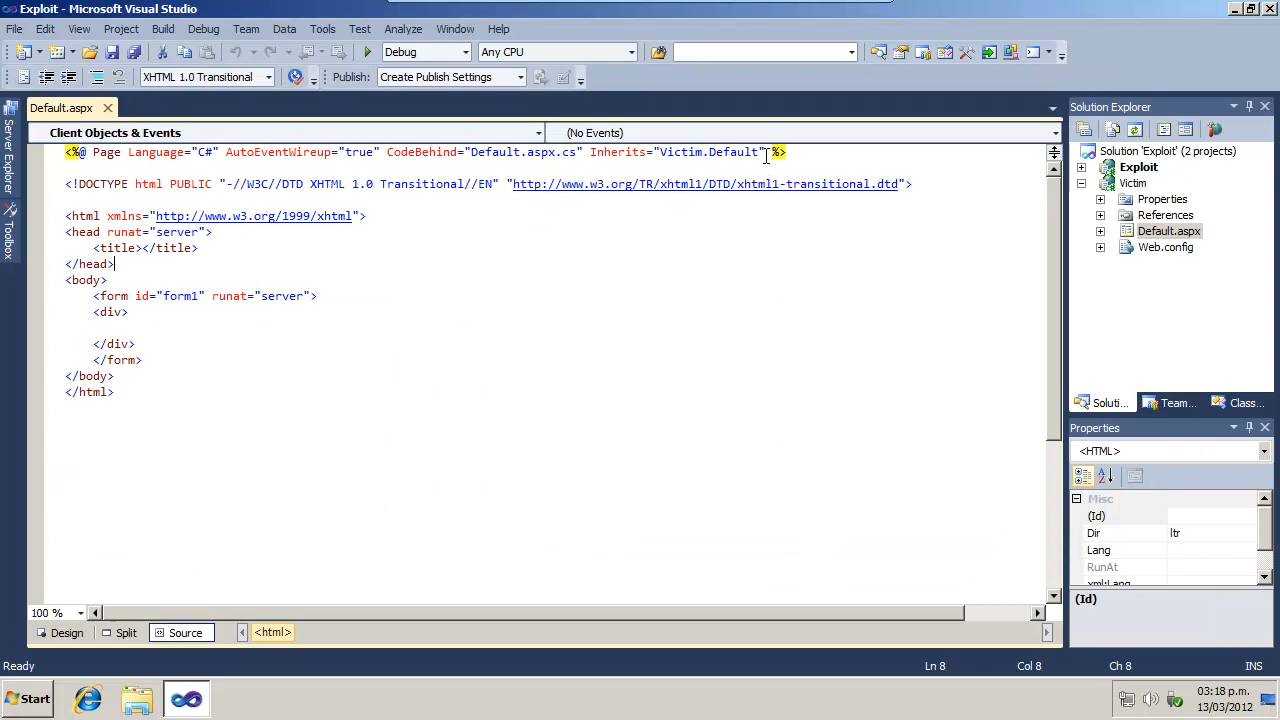 Exploit - Microsoft Visual Studio
File Edit View Project Build Debug Team Data Tools Test Analyze Window Help
Debug Any CPU
XHTML 1.0 Transitional Publish: Create Publish Settings
Server Explorer
Toolbox
Default.aspx
Client Objects & Events (No Events)
<%@ Page Language="C#" AutoEventWireup="true" CodeBehind="Default.aspx.cs" Inherits="Victim.Default" %>
<!DOCTYPE html PUBLIC "-//W3C//DTD XHTML 1.0 Transitional//EN" "http://www.w3.org/TR/xhtml1/DTD/xhtml1-transitional.dtd">
<html xmlns="http://www.w3.org/1999/xhtml">
<head runat="server">
<title></title>
</head>
<body>
<form id="form1" runat="server">
<div>
</div>
</form>
</body>
</html>
100 %
Design Split Source <html>
Solution Explorer
Solution 'Exploit' (2 projects)
Exploit
Victim
Properties
References
Default.aspx
Web.config
Soluti... Team... Class...
Properties
<HTML>
Misc
(Id)
Dir ltr
Lang
RunAt
xml:Lang
(Id)
Ready Ln 8 Col 8 Ch 8 INS
Start 03:18 p.m.
13/03/2012